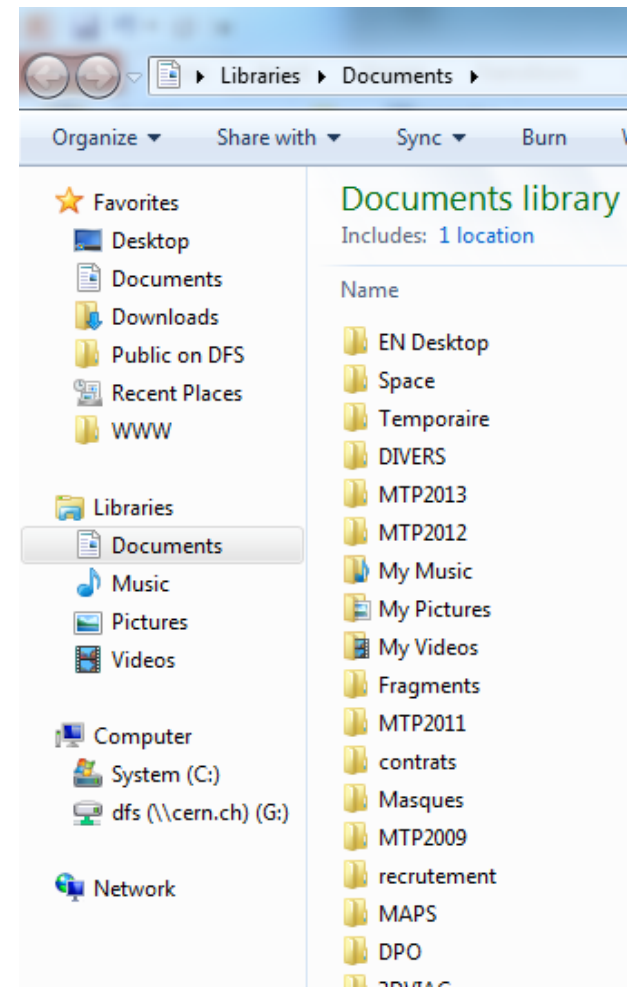 Libraries Documents
Organize Share with Sync Burn
Favorites
Desktop
Documents
Downloads
Public on DFS
Recent Places
WWW
Libraries
Documents
Music
Pictures
Videos
Computer
System (C:)
dfs (\\cern.ch) (G:)
Network
Documents library
Includes: 1 location
Name
EN Desktop
Space
Temporaire
DIVERS
MTP2013
MTP2012
My Music
My Pictures
My Videos
Fragments
MTP2011
contrats
Masques
MTP2009
recrutement
MAPS
DPO